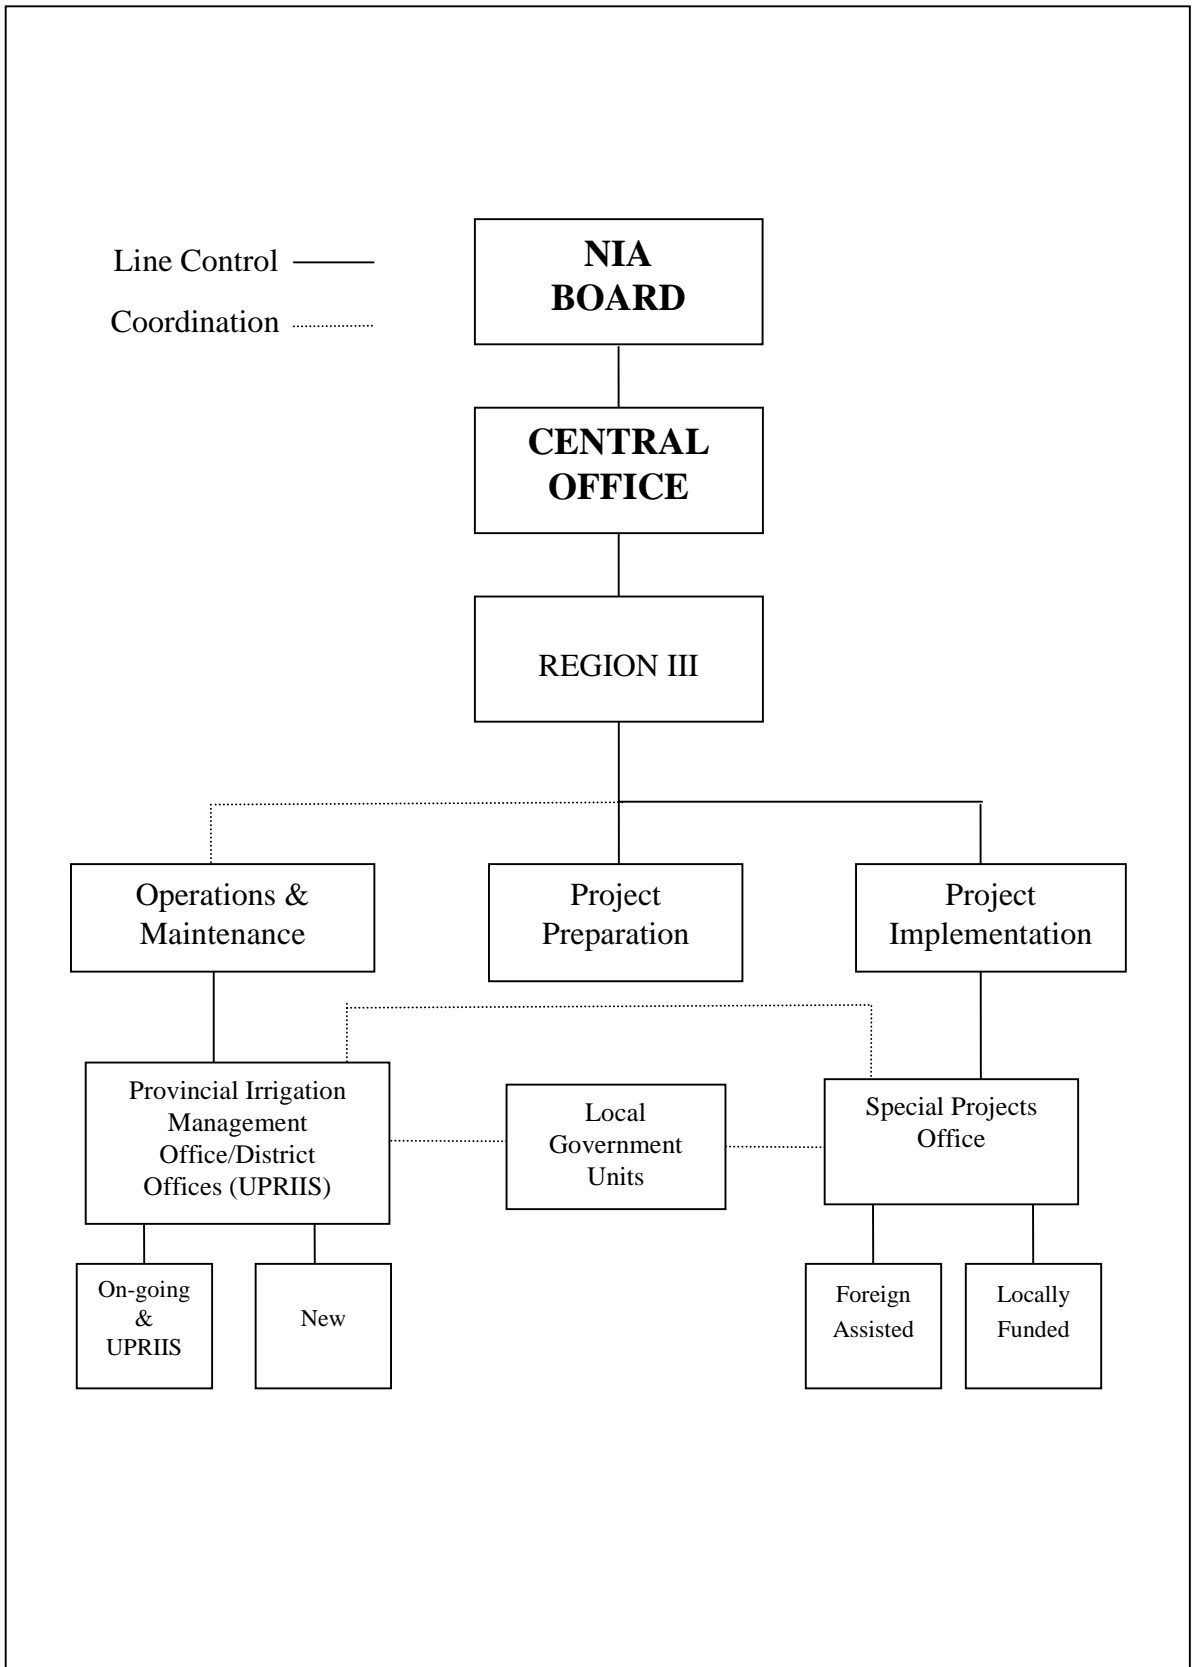 Line Control
Coordination
NIA
BOARD
CENTRAL
OFFICE
REGION III
Operations &
Maintenance
Project
Preparation
Project
Implementation
Provincial Irrigation
Management
Office/District
Offices (UPRIIS)
Local
Government
Units
Special Projects
Office
On-going
&
UPRIIS
New
Foreign
Assisted
Locally
Funded